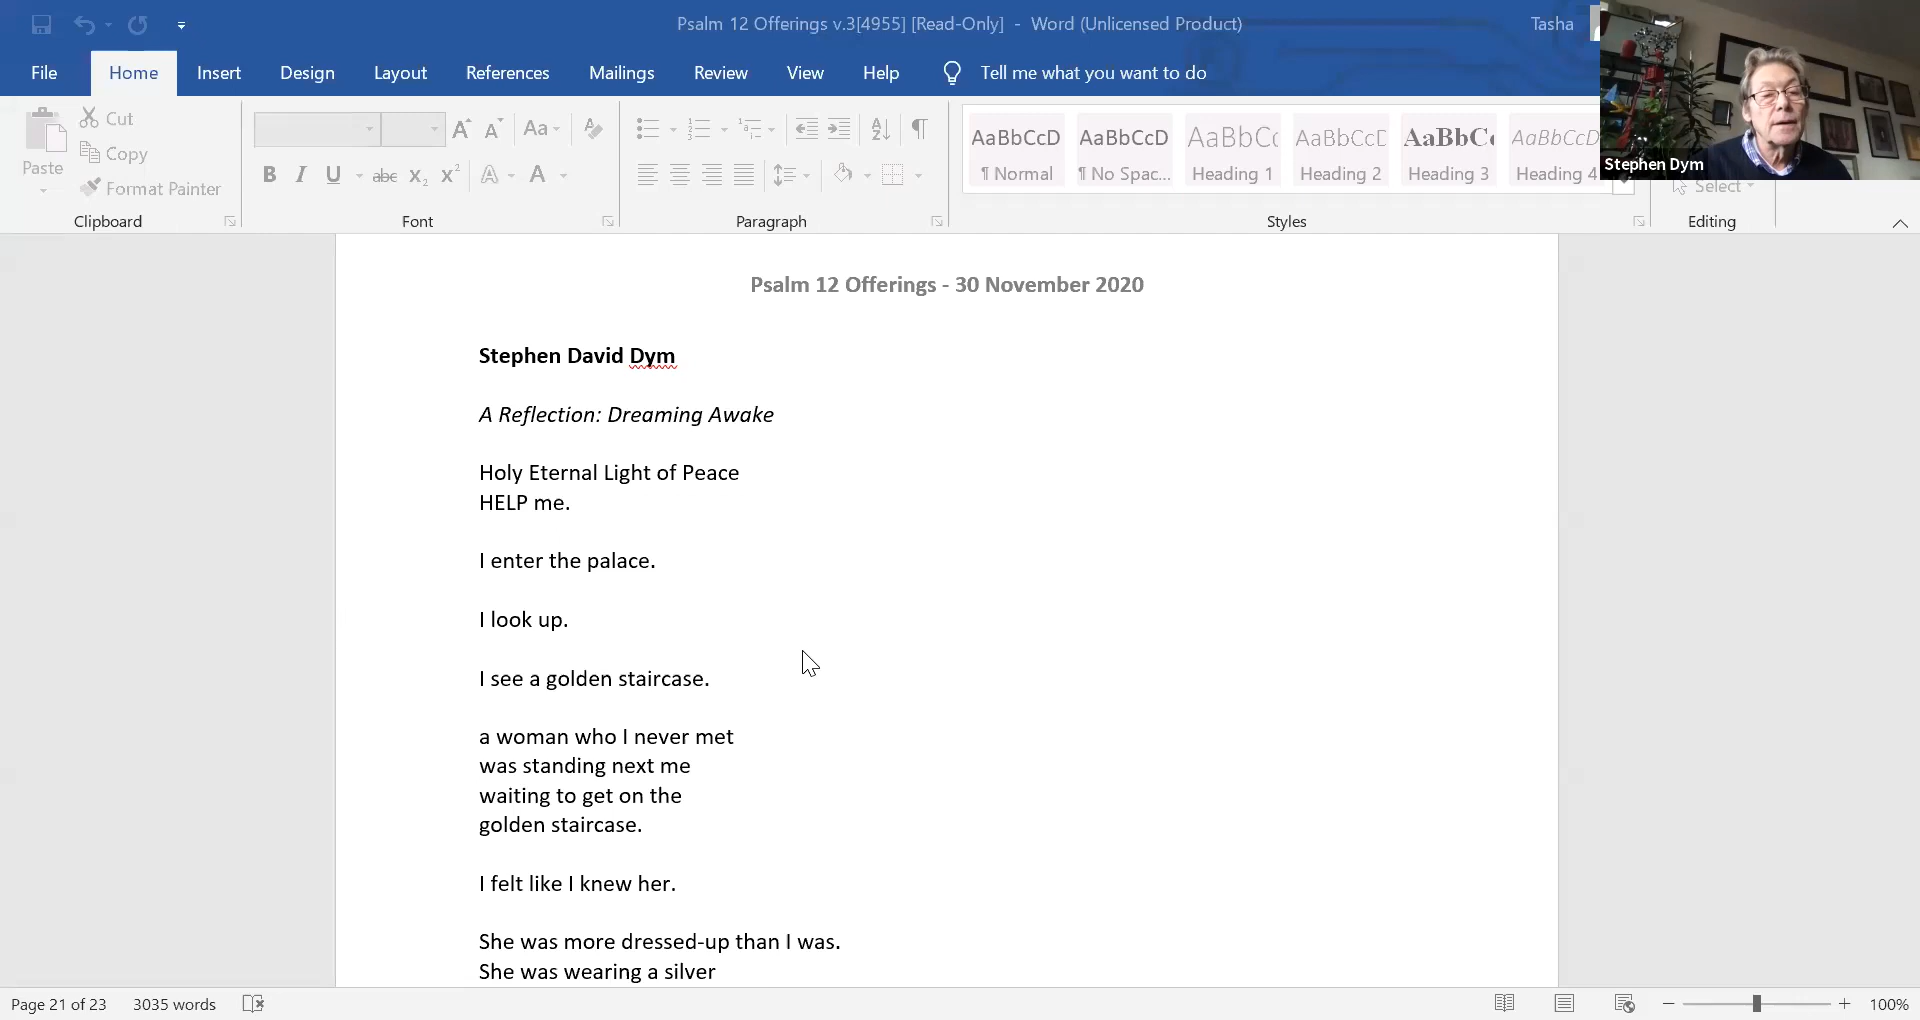 Psalm 12 Offerings v.3[4955] [Read-Only] - Word (Unlicensed Product)
Tasha
File Home Insert Design Layout References Mailings Review View Help Tell me what you want to do
Stephen Dym
Paste
Cut
Copy
Format Painter
Clipboard
Aa
B I U abc X2 X2 A A
Font
Paragraph
AaBbCcD AaBbCcD AaBbCc AaBbCcC AaBbCc AaBbCcD
¶ Normal ¶ No Spac... Heading 1 Heading 2 Heading 3 Heading 4
Styles
Select
Editing
Psalm 12 Offerings - 30 November 2020
Stephen David Dym
A Reflection: Dreaming Awake
Holy Eternal Light of Peace
HELP me.
I enter the palace.
I look up.
I see a golden staircase.
a woman who I never met
was standing next me
waiting to get on the
golden staircase.
I felt like I knew her.
She was more dressed-up than I was.
She was wearing a silver
Page 21 of 23 3035 words
100%